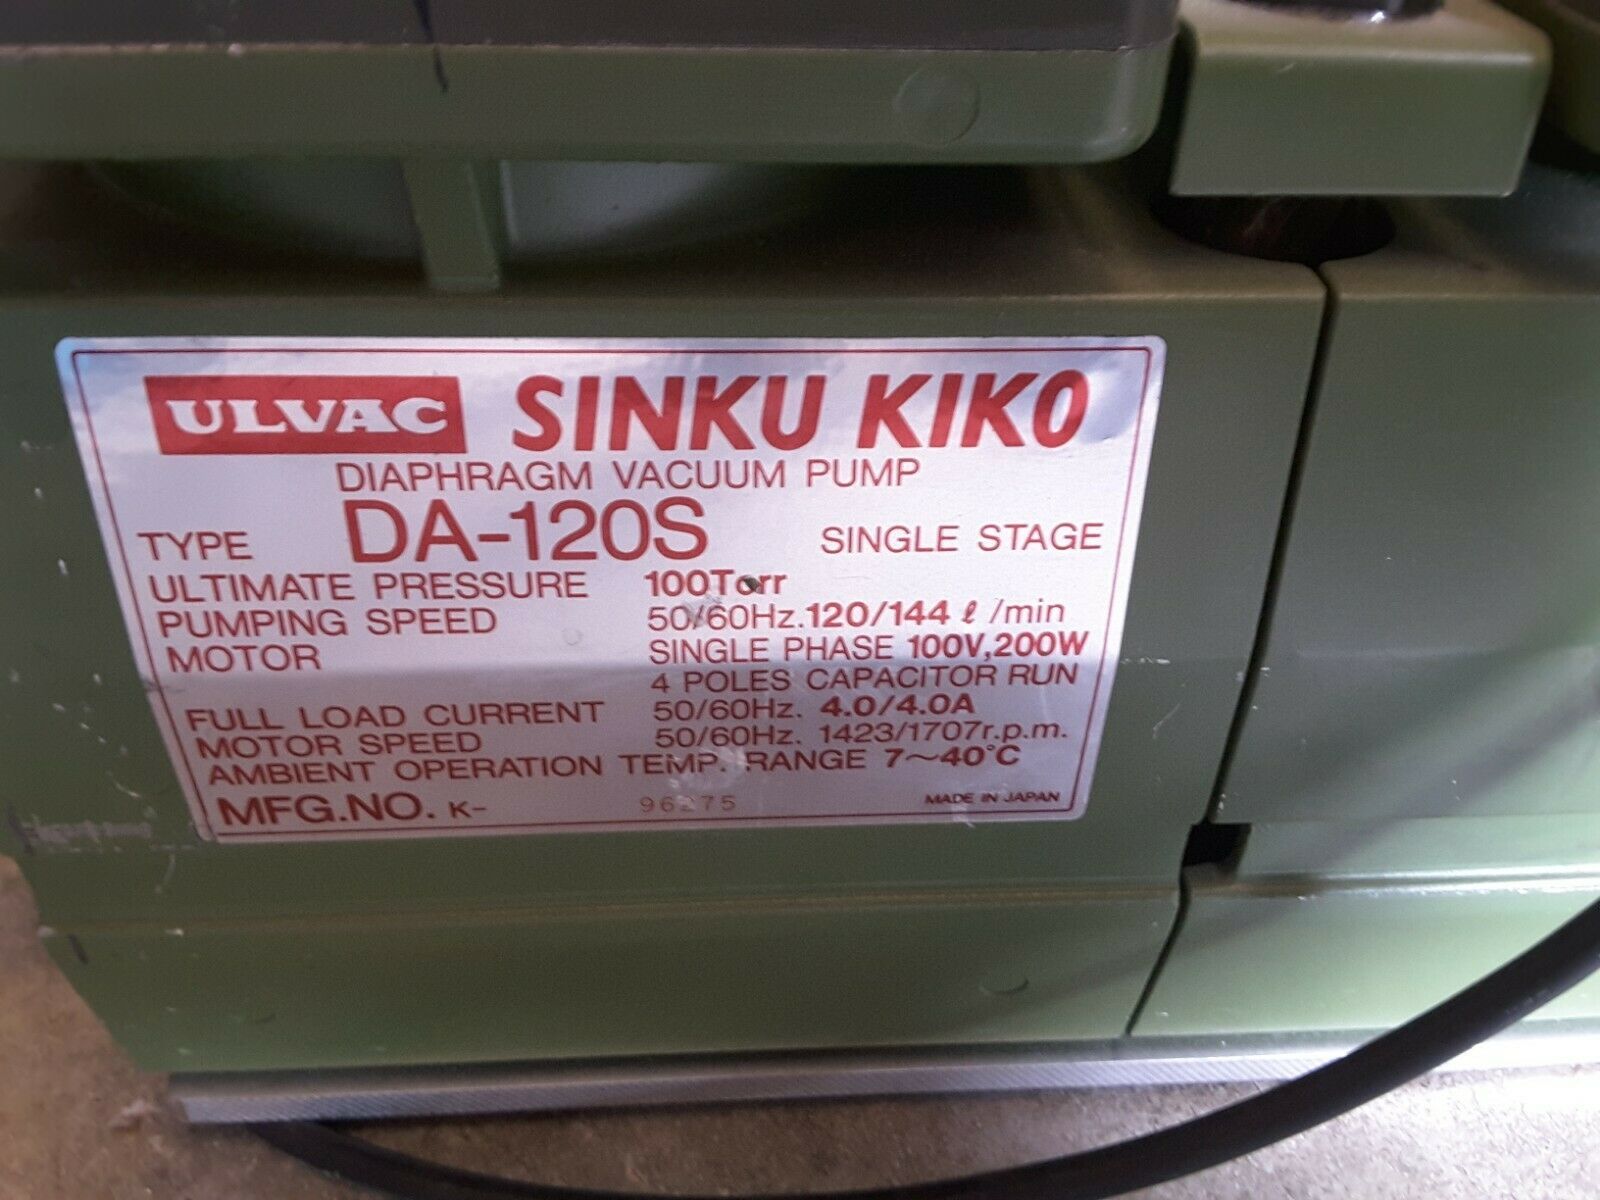 ULVAC SINKU KIKO
DIAPHRAGM VACUUM PUMP
TYPE DA-120S SINGLE STAGE
ULTIMATE PRESSURE 100Torr
PUMPING SPEED 50/60Hz.120/144 ℓ /min
MOTOR SINGLE PHASE 100V,200W
4 POLES CAPACITOR RUN
FULL LOAD CURRENT 50/60Hz. 4.0/4.0A
MOTOR SPEED 50/60Hz. 1423/1707r.p.m.
AMBIENT OPERATION TEMP. RANGE 7~40°C
MFG.NO. K- 96275 MADE IN JAPAN